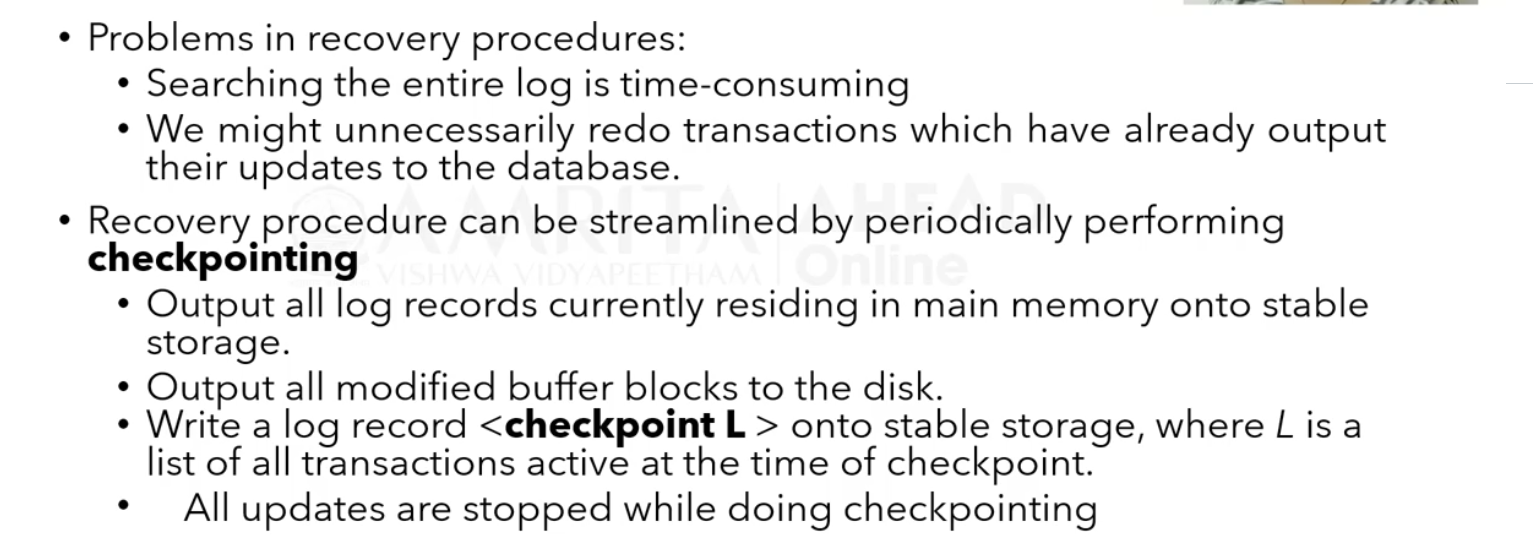 • Problems in recovery procedures:
• Searching the entire log is time-consuming
• We might unnecessarily redo transactions which have already output
their updates to the database.
• Recovery procedure can be streamlined by periodically performing
checkpointing
• Output all log records currently residing in main memory onto stable
storage.
• Output all modified buffer blocks to the disk.
• Write a log record <checkpoint L > onto stable storage, where L is a
list of all transactions active at the time of checkpoint.
• All updates are stopped while doing checkpointing
AMRITA
VISHWA VIDYAPEETHAM
AHEAD
Online